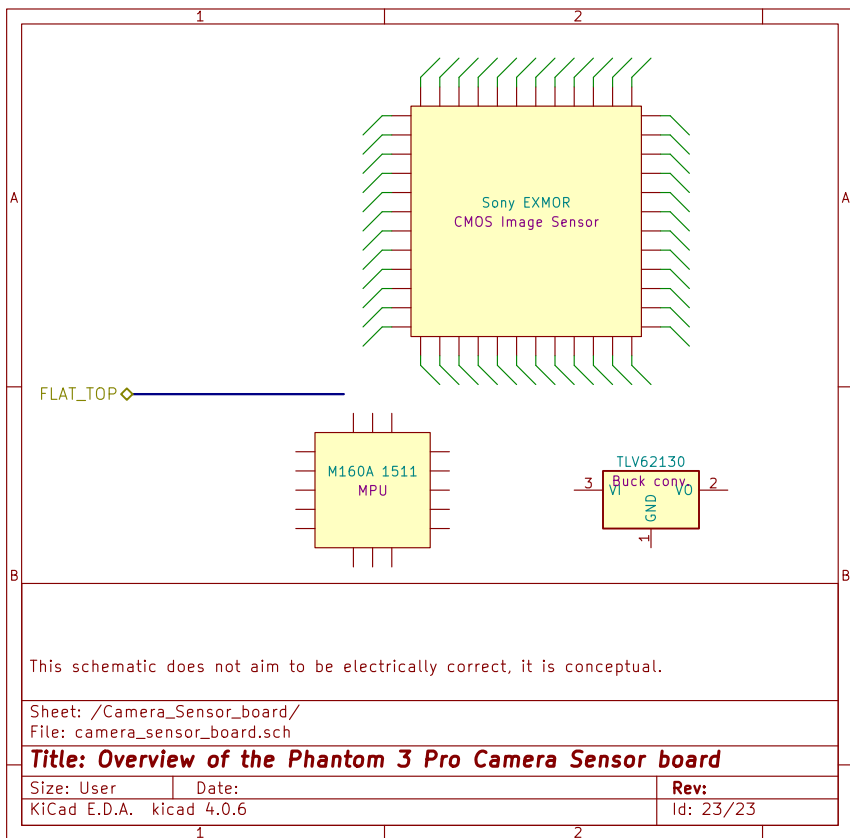 1 2
A A
Sony EXMOR
CMOS Image Sensor
FLAT_TOP
M160A 1511
MPU
TLV62130
Buck conv.
3 VI VO 2
GND
1
B B
This schematic does not aim to be electrically correct, it is conceptual.
Sheet: /Camera_Sensor_board/
File: camera_sensor_board.sch
Title: Overview of the Phantom 3 Pro Camera Sensor board
Size: User Date: Rev:
KiCad E.D.A. kicad 4.0.6 Id: 23/23
1 2